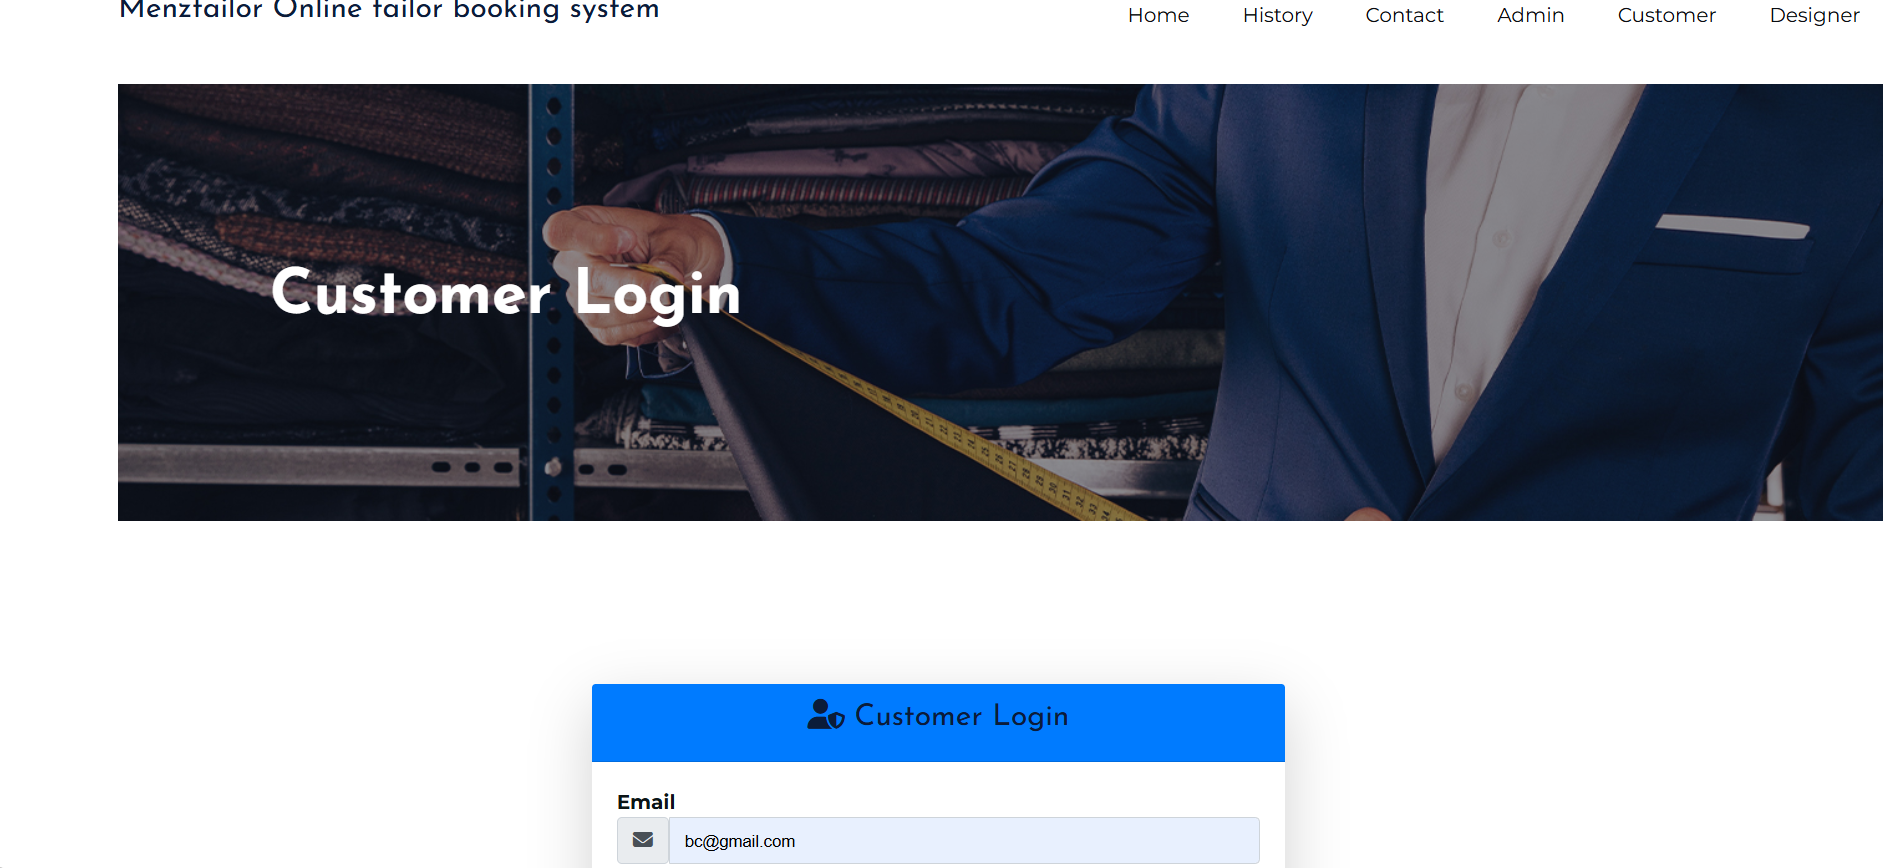 Menztailor Online tailor booking system
Home History Contact Admin Customer Designer
Customer Login
Customer Login
Email
bc@gmail.com